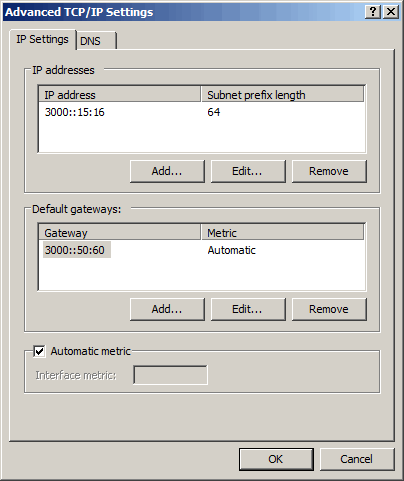 Advanced TCP/IP Settings
IP Settings DNS
IP addresses
IP address Subnet prefix length
3000::15:16 64
Add... Edit... Remove
Default gateways:
Gateway Metric
3000::50:60 Automatic
Add... Edit... Remove
Automatic metric
Interface metric:
OK Cancel